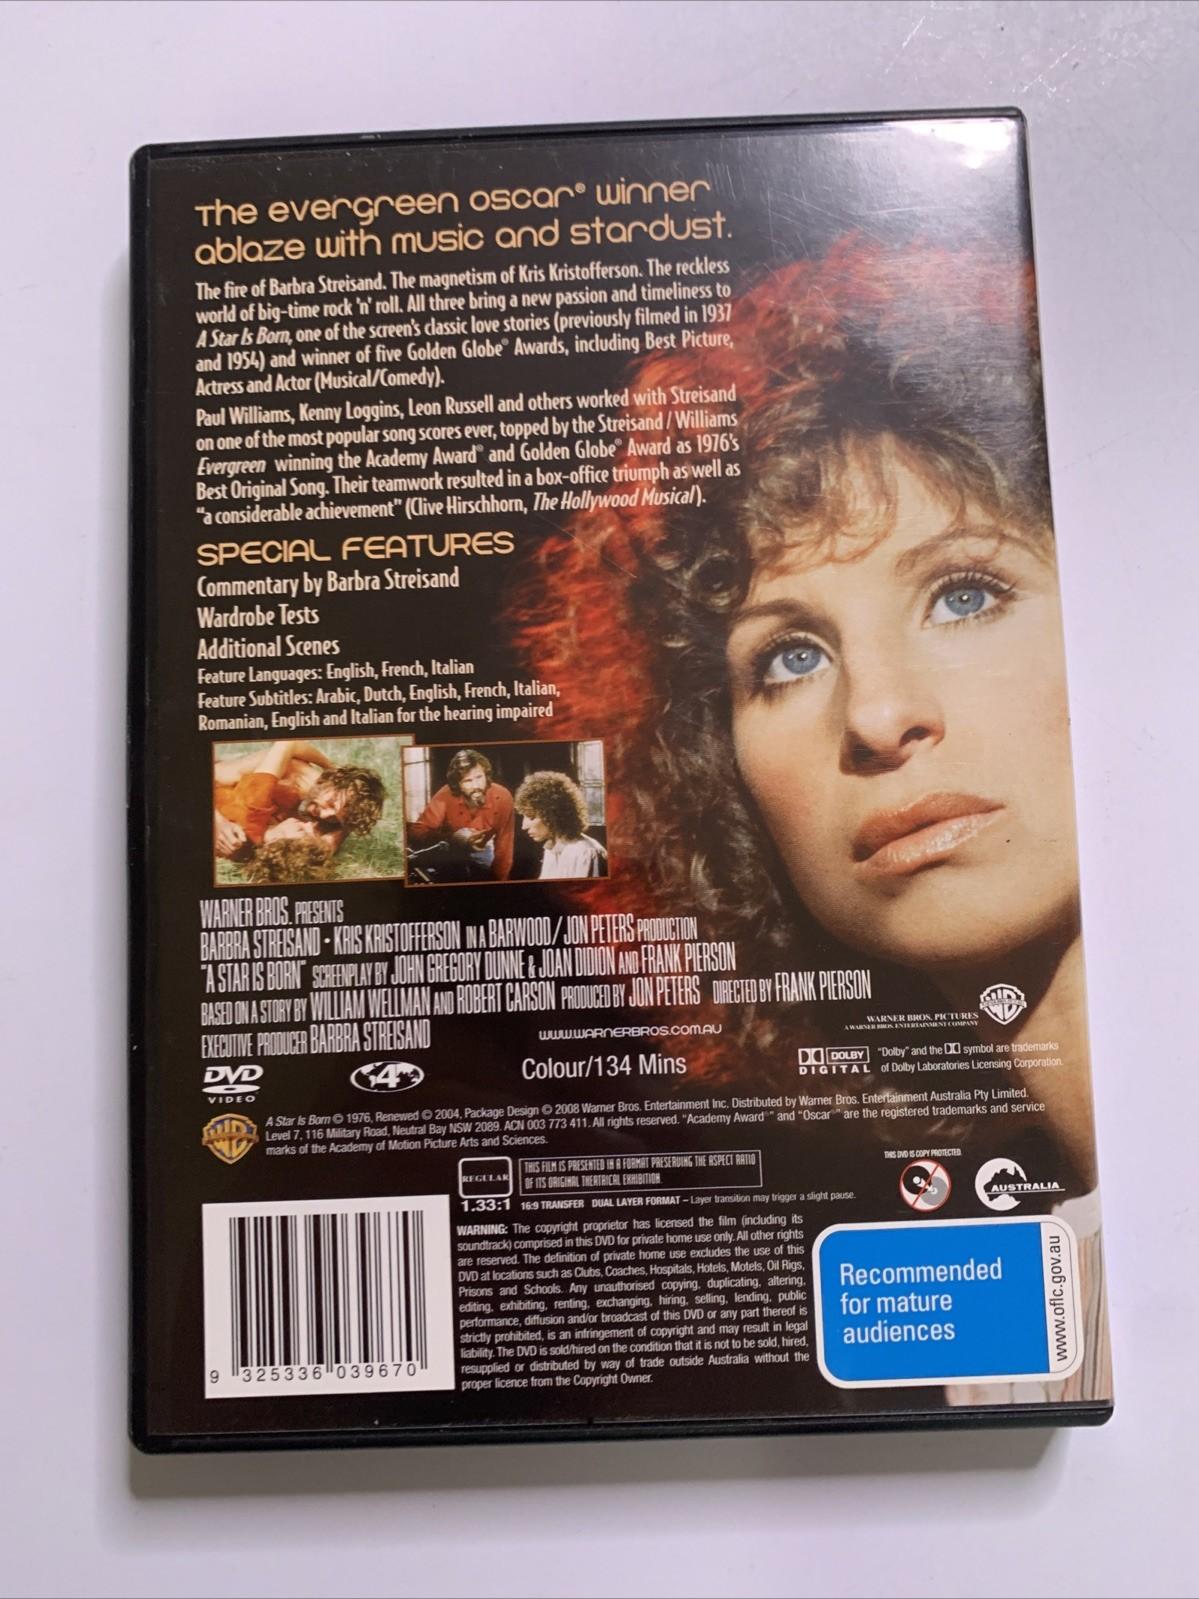 The evergreen oscar® winner
ablaze with music and stardust.
The fire of Barbra Streisand. The magnetism of Kris Kristofferson. The reckless
world of big-time rock 'n' roll. All three bring a new passion and timeliness to
A Star Is Born, one of the screen's classic love stories (previously filmed in 1937
and 1954) and winner of five Golden Globe® Awards, including Best Picture,
Actress and Actor (Musical/Comedy).
Paul Williams, Kenny Loggins, Leon Russell and others worked with Streisand
on one of the most popular song scores ever, topped by the Streisand / Williams
Evergreen winning the Academy Award® and Golden Globe® Award as 1976's
Best Original Song. Their teamwork resulted in a box-office triumph as well as
"a considerable achievement" (Clive Hirschhorn, The Hollywood Musical).
SPECIAL FEATURES
Commentary by Barbra Streisand
Wardrobe Tests
Additional Scenes
Feature Languages: English, French, Italian
Feature Subtitles: Arabic, Dutch, English, French, Italian,
Romanian, English and Italian for the hearing impaired
WARNER BROS. PRESENTS
BARBRA STREISAND • KRIS KRISTOFFERSON IN A BARWOOD / JON PETERS PRODUCTION
"A STAR IS BORN" SCREENPLAY BY JOHN GREGORY DUNNE & JOAN DIDION AND FRANK PIERSON
BASED ON A STORY BY WILLIAM WELLMAN AND ROBERT CARSON PRODUCED BY JON PETERS DIRECTED BY FRANK PIERSON
EXECUTIVE PRODUCER BARBRA STREISAND
www.warnerbros.com.au
WARNER BROS. PICTURES
A WARNER BROS. ENTERTAINMENT COMPANY
DVD
VIDEO
4
Colour/134 Mins
DOLBY
DIGITAL
"Dolby" and the DD symbol are trademarks
of Dolby Laboratories Licensing Corporation.
A Star Is Born © 1976, Renewed © 2004, Package Design © 2008 Warner Bros. Entertainment Inc. Distributed by Warner Bros. Entertainment Australia Pty Limited.
Level 7, 116 Military Road, Neutral Bay NSW 2089. ACN 003 773 411. All rights reserved. "Academy Award®" and "Oscar®" are the registered trademarks and service
marks of the Academy of Motion Picture Arts and Sciences.
REGULAR
1.33:1
THIS FILM IS PRESENTED IN A FORMAT PRESERVING THE ASPECT RATIO
OF ITS ORIGINAL THEATRICAL EXHIBITION.
16:9 TRANSFER DUAL LAYER FORMAT – Layer transition may trigger a slight pause.
THIS DVD IS COPY PROTECTED.
AUSTRALIA
WARNING: The copyright proprietor has licensed the film (including its
soundtrack) comprised in this DVD for private home use only. All other rights
are reserved. The definition of private home use excludes the use of this
DVD at locations such as Clubs, Coaches, Hospitals, Hotels, Motels, Oil Rigs,
Prisons and Schools. Any unauthorised copying, duplicating, altering,
editing, exhibiting, renting, exchanging, hiring, selling, lending, public
performance, diffusion and/or broadcast of this DVD or any part thereof is
strictly prohibited, is an infringement of copyright and may result in legal
liability. The DVD is sold/hired on the condition that it is not to be sold, hired,
resupplied or distributed by way of trade outside Australia without the
proper licence from the Copyright Owner.
9 325336 039670
Recommended
for mature
audiences
www.oflc.gov.au